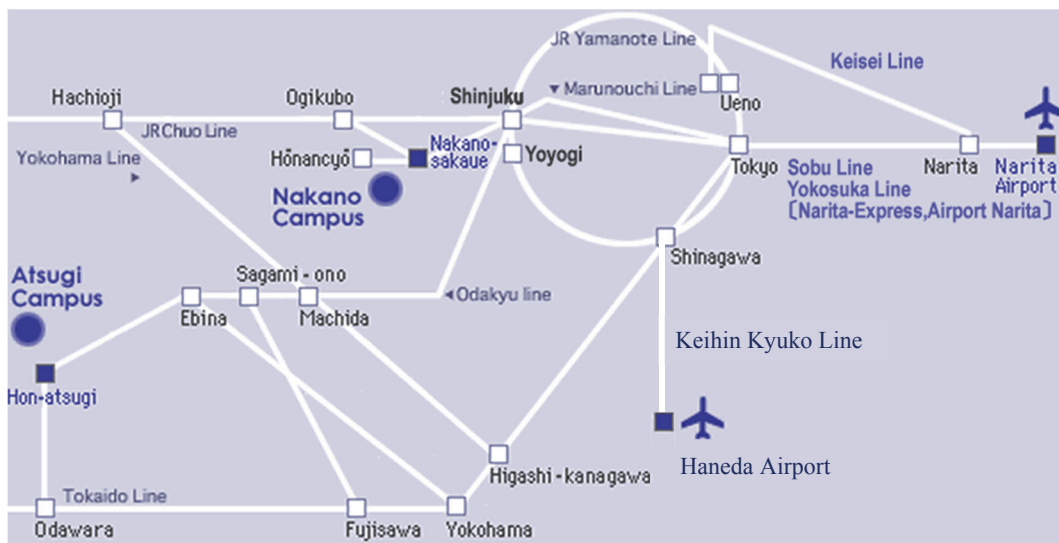 JR Yamanote Line
Keisei Line
Hachioji
Ogikubo
Shinjuku
▼ Marunouchi Line
Ueno
JR Chuo Line
Nakano-
sakaue
Yokohama Line
►
Hōnancyō
Yoyogi
Tokyo
Sobu Line
Yokosuka Line
〔Narita-Express,Airport Narita〕
Narita
Narita
Airport
Nakano
Campus
Atsugi
Campus
Sagami-ono
Shinagawa
Ebina
Machida
◄Odakyu line
Keihin Kyuko Line
Hon-atsugi
Haneda Airport
Higashi-kanagawa
Tokaido Line
Odawara
Fujisawa
Yokohama